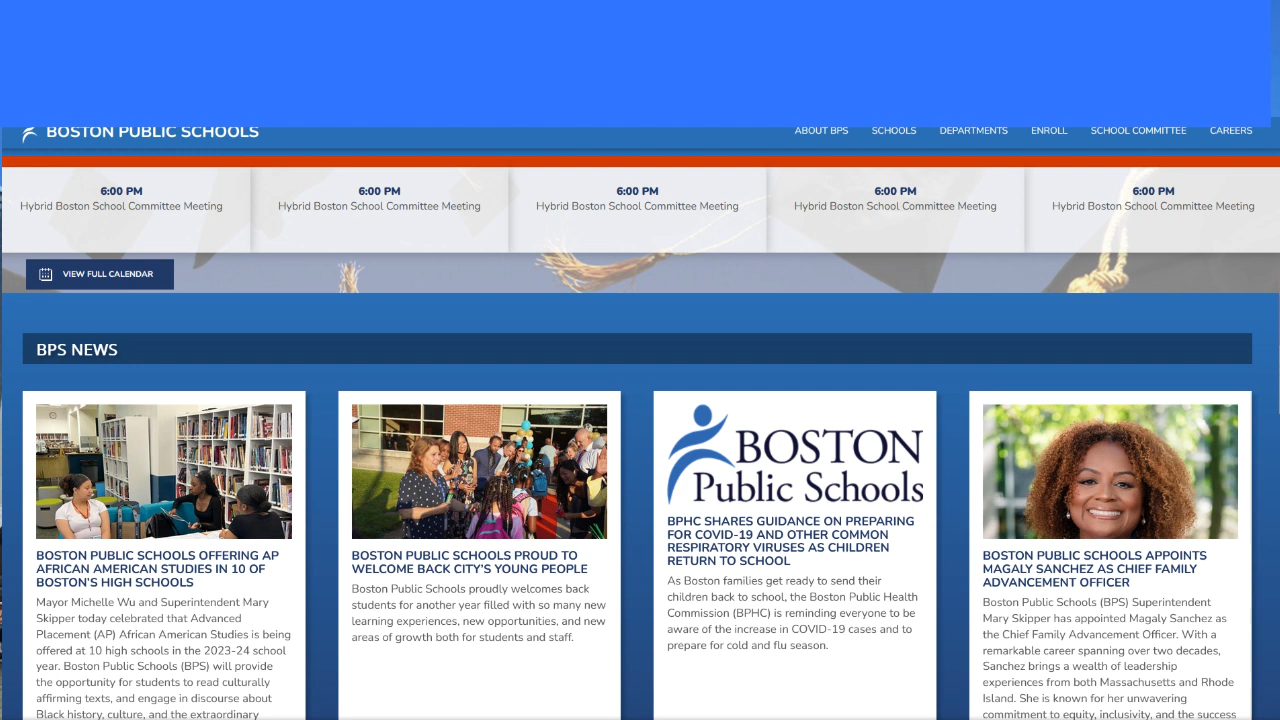 BOSTON PUBLIC SCHOOLS
ABOUT BPS SCHOOLS DEPARTMENTS ENROLL SCHOOL COMMITTEE CAREERS
6:00 PM
Hybrid Boston School Committee Meeting
6:00 PM
Hybrid Boston School Committee Meeting
6:00 PM
Hybrid Boston School Committee Meeting
6:00 PM
Hybrid Boston School Committee Meeting
6:00 PM
Hybrid Boston School Committee Meeting
VIEW FULL CALENDAR
BPS NEWS
BOSTON PUBLIC SCHOOLS OFFERING AP
AFRICAN AMERICAN STUDIES IN 10 OF
BOSTON'S HIGH SCHOOLS
Mayor Michelle Wu and Superintendent Mary
Skipper today celebrated that Advanced
Placement (AP) African American Studies is being
offered at 10 high schools in the 2023-24 school
year. Boston Public Schools (BPS) will provide
the opportunity for students to read culturally
affirming texts, and engage in discourse about
Black history, culture, and the extraordinary
BOSTON PUBLIC SCHOOLS PROUD TO
WELCOME BACK CITY'S YOUNG PEOPLE
Boston Public Schools proudly welcomes back
students for another year filled with so many new
learning experiences, new opportunities, and new
areas of growth both for students and staff.
BOSTON
Public Schools
BPHC SHARES GUIDANCE ON PREPARING
FOR COVID-19 AND OTHER COMMON
RESPIRATORY VIRUSES AS CHILDREN
RETURN TO SCHOOL
As Boston families get ready to send their
children back to school, the Boston Public Health
Commission (BPHC) is reminding everyone to be
aware of the increase in COVID-19 cases and to
prepare for cold and flu season.
BOSTON PUBLIC SCHOOLS APPOINTS
MAGALY SANCHEZ AS CHIEF FAMILY
ADVANCEMENT OFFICER
Boston Public Schools (BPS) Superintendent
Mary Skipper has appointed Magaly Sanchez as
the Chief Family Advancement Officer. With a
remarkable career spanning over two decades,
Sanchez brings a wealth of leadership
experiences from both Massachusetts and Rhode
Island. She is known for her unwavering
commitment to equity, inclusivity, and the success